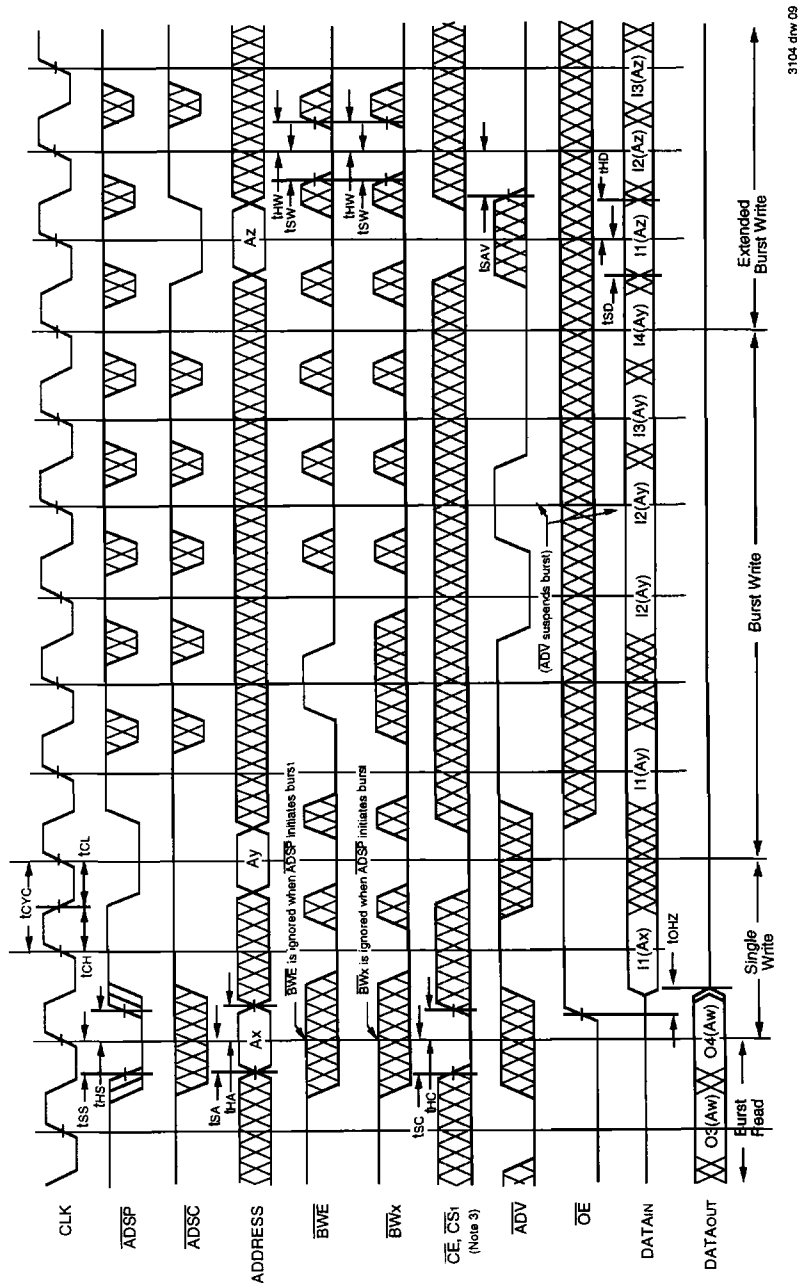 tCYC
tCH
tCL
CLK
tSS
tHS
ADSP
ADSC
tSA
tHA
ADDRESS
Ax
Ay
Az
BWE is ignored when ADSP initiates burst
tHW
tSW
BWE
BWx is ignored when ADSP initiates burst
tHW
tSW
BWx
tSC
tHC
CE, CS1
(Note 3)
tSAV
ADV
(ADV suspends burst)
OE
tSD
tHD
DATAIN
I1(Ax)
I1(Ay)
I2(Ay)
I2(Ay)
I3(Ay)
I4(Ay)
I1(Az)
I2(Az)
I3(Az)
tOHZ
DATAOUT
O3(Aw)
O4(Aw)
Burst
Read
Single
Write
Burst Write
Extended
Burst Write
3104 drw 09